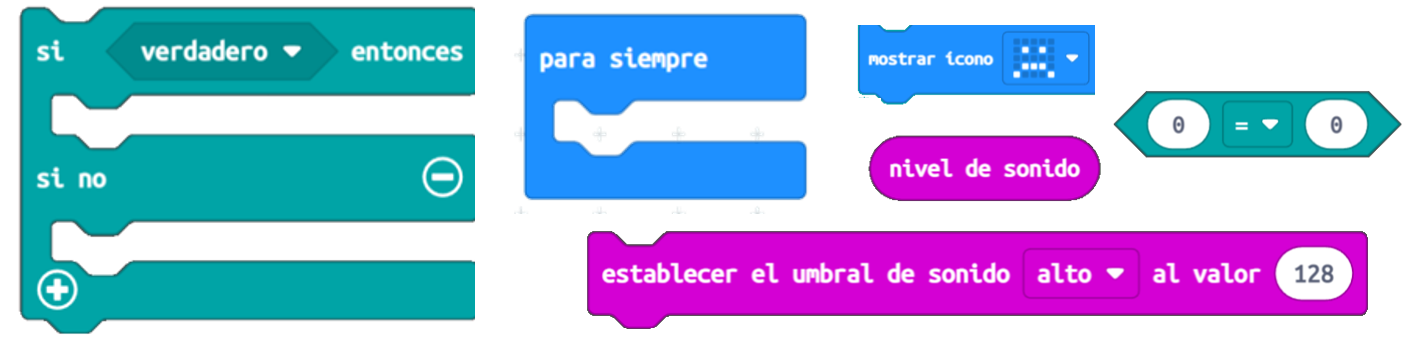 si verdadero entonces
si no
para siempre
mostrar ícono
0 = 0
nivel de sonido
establecer el umbral de sonido alto al valor 128